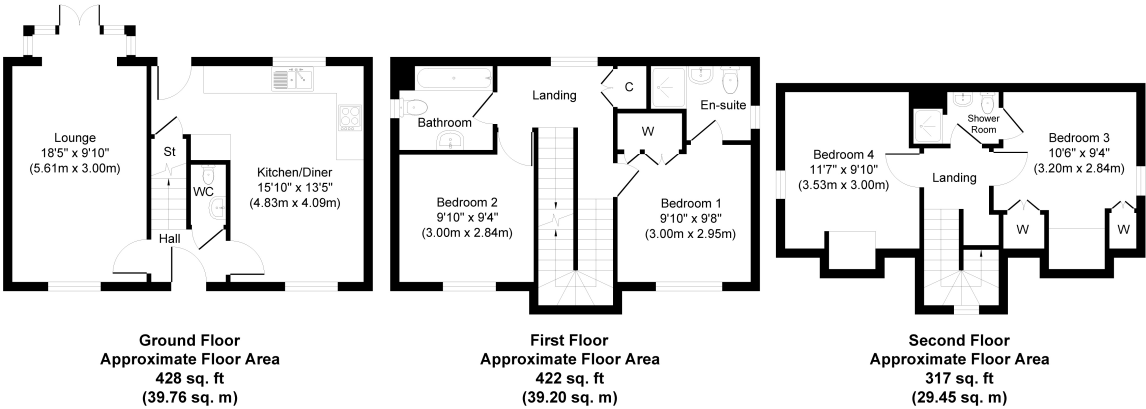 Lounge
18'5" x 9'10"
(5.61m x 3.00m)
St
WC
Hall
Kitchen/Diner
15'10" x 13'5"
(4.83m x 4.09m)
Ground Floor
Approximate Floor Area
428 sq. ft
(39.76 sq. m)
Bathroom
Landing
C
En-suite
W
Bedroom 2
9'10" x 9'4"
(3.00m x 2.84m)
Bedroom 1
9'10" x 9'8"
(3.00m x 2.95m)
First Floor
Approximate Floor Area
422 sq. ft
(39.20 sq. m)
Shower
Room
Bedroom 4
11'7" x 9'10"
(3.53m x 3.00m)
Bedroom 3
10'6" x 9'4"
(3.20m x 2.84m)
Landing
W
W
Second Floor
Approximate Floor Area
317 sq. ft
(29.45 sq. m)